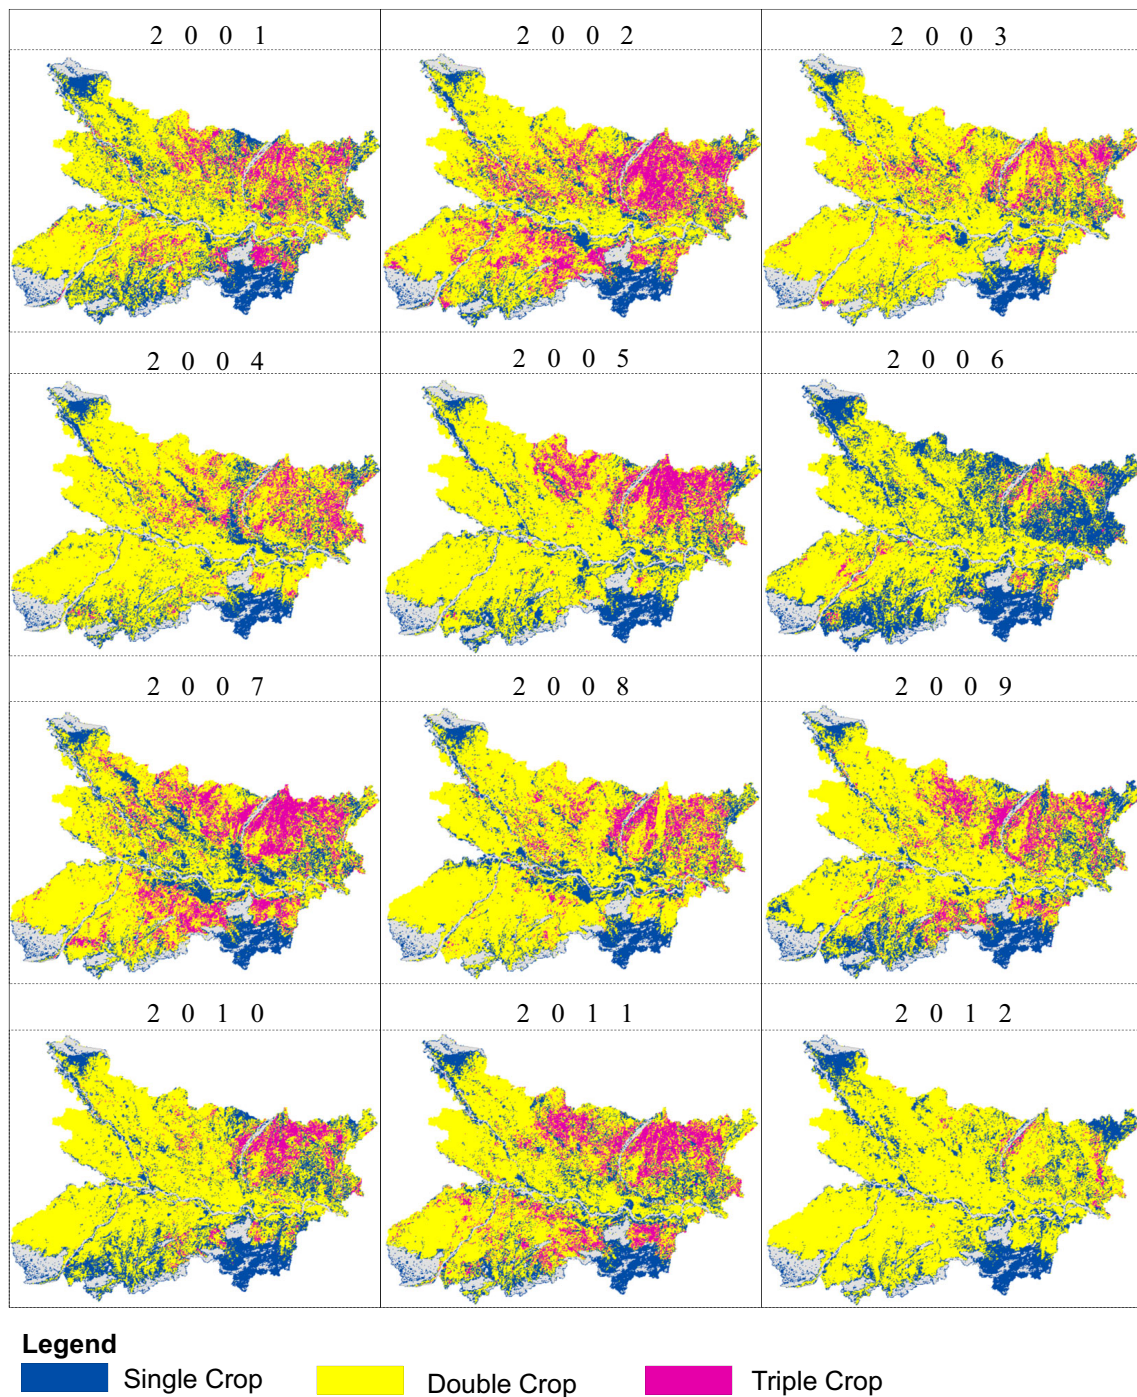 2 0 0 1
2 0 0 2
2 0 0 3
2 0 0 4
2 0 0 5
2 0 0 6
2 0 0 7
2 0 0 8
2 0 0 9
2 0 1 0
2 0 1 1
2 0 1 2
Legend
Single Crop
Double Crop
Triple Crop